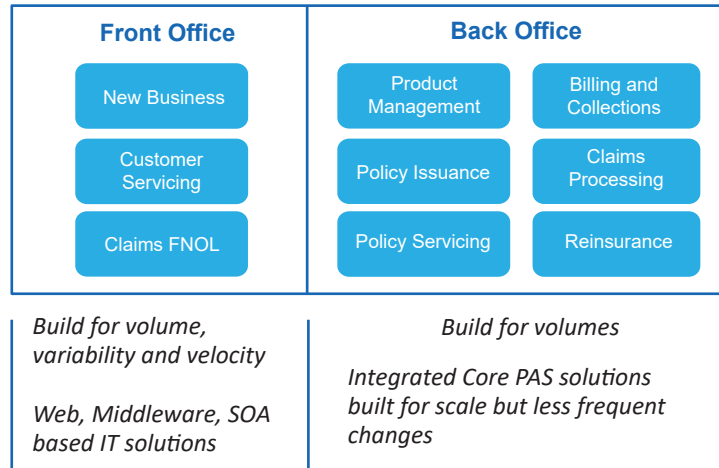 Front Office
New Business
Customer
Servicing
Claims FNOL
Back Office
Product
Management
Billing and
Collections
Policy Issuance
Claims
Processing
Policy Servicing
Reinsurance
Build for volume,
variability and velocity
Web, Middleware, SOA
based IT solutions
Build for volumes
Integrated Core PAS solutions
built for scale but less frequent
changes